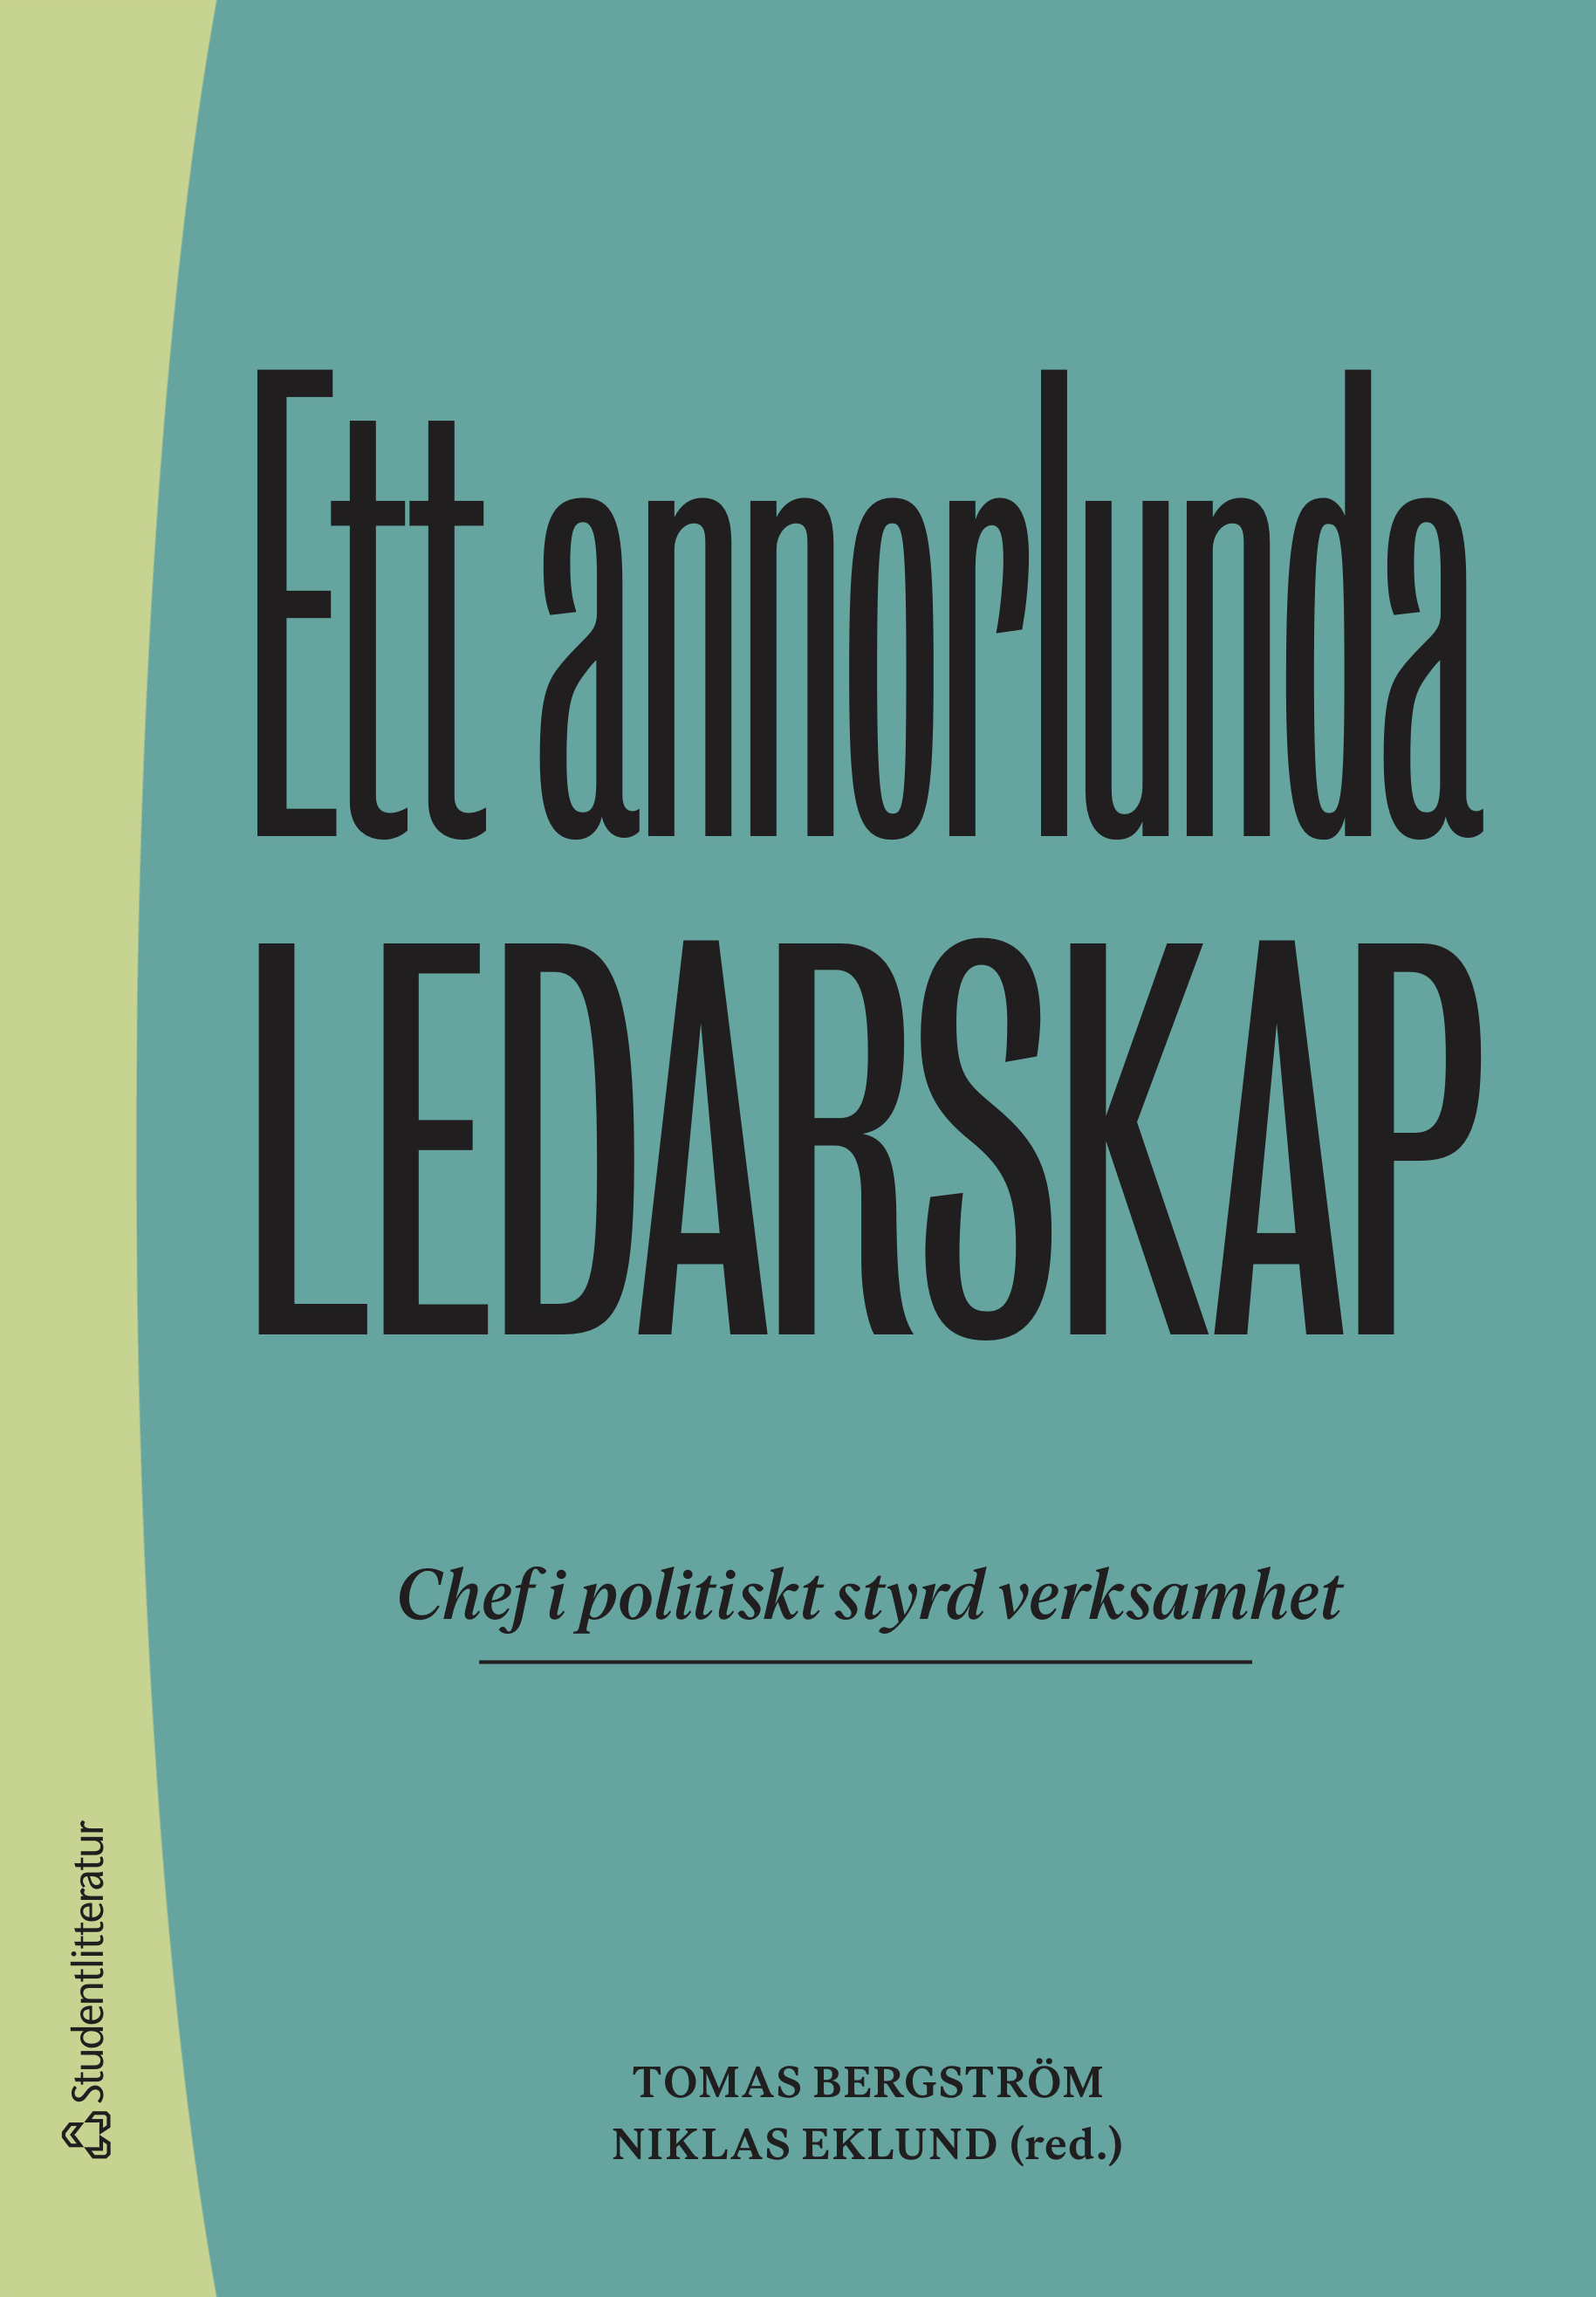 Ett annorlunda
LEDARSKAP
Chef i politiskt styrd verksamhet
TOMAS BERGSTRÖM
NIKLAS EKLUND (red.)
Studentlitteratur